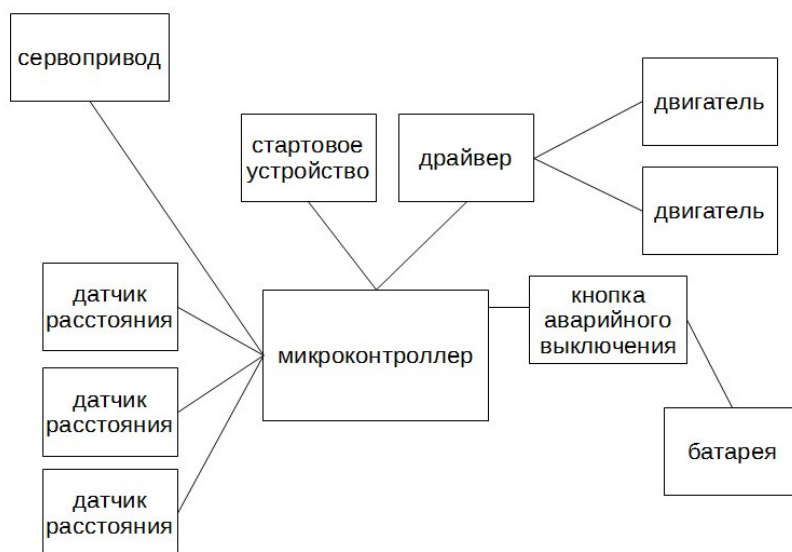 сервопривод
стартовое
устройство
драйвер
двигатель
двигатель
датчик
расстояния
датчик
расстояния
датчик
расстояния
микроконтроллер
кнопка
аварийного
выключения
батарея